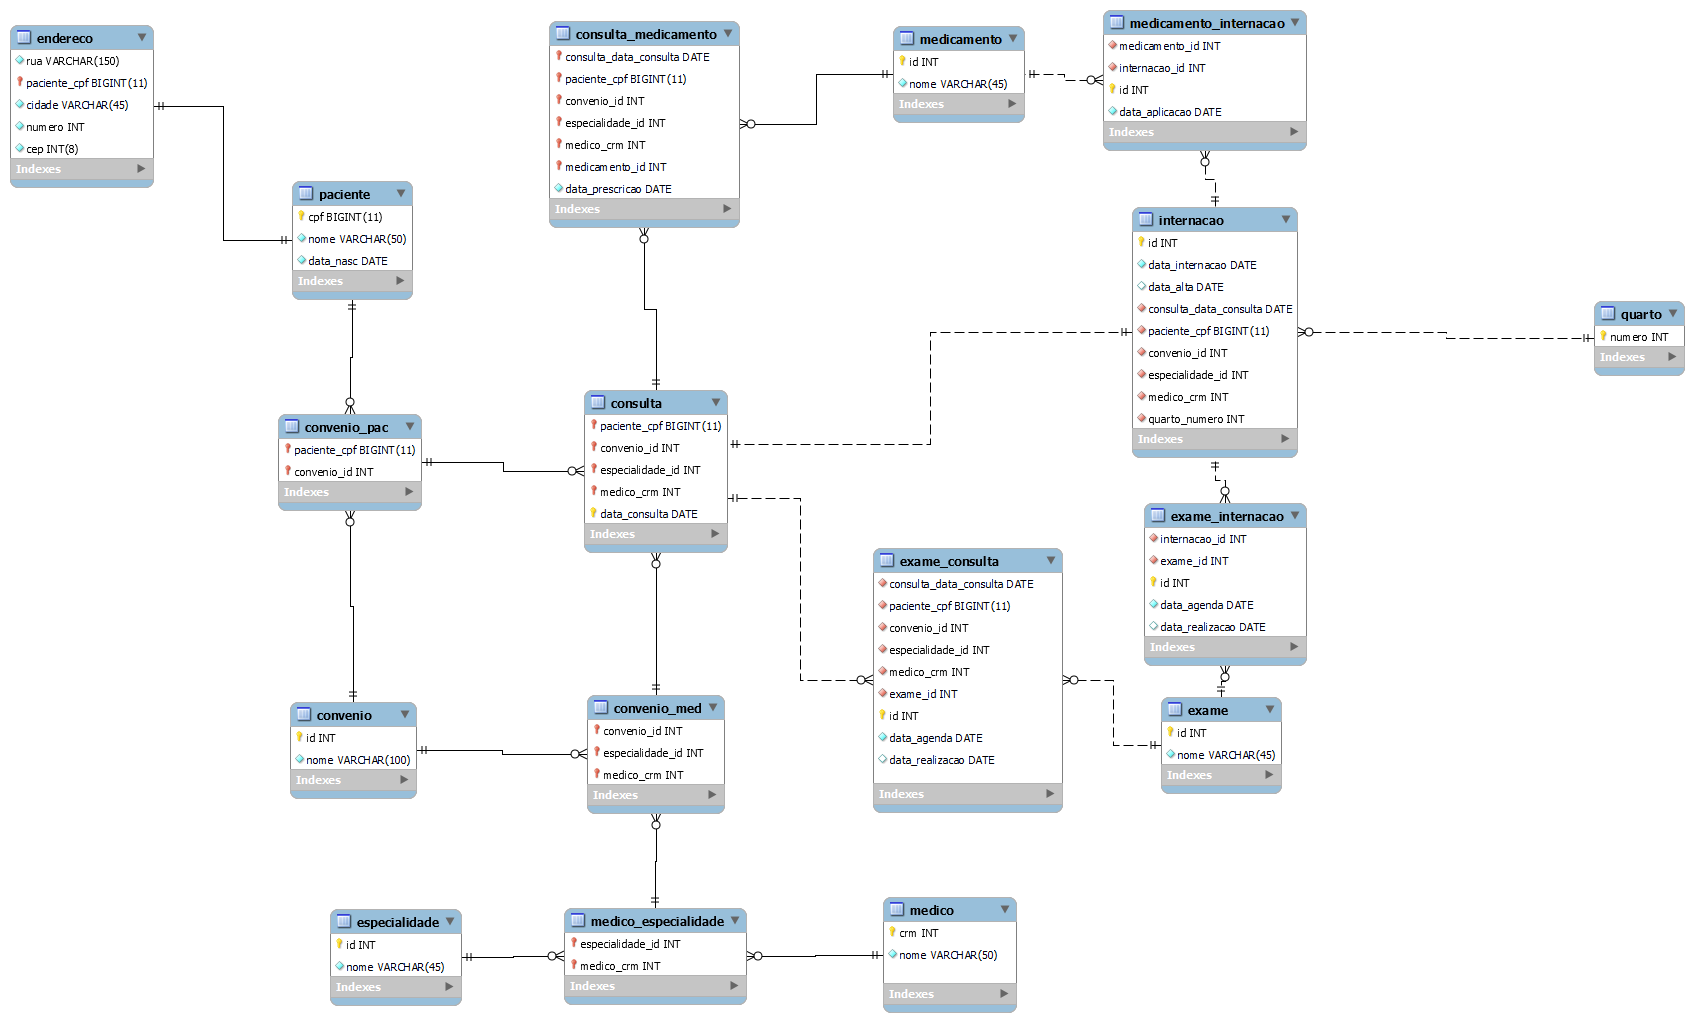 endereco
rua VARCHAR(150)
paciente_cpf BIGINT(11)
cidade VARCHAR(45)
numero INT
cep INT(8)
Indexes
paciente
cpf BIGINT(11)
nome VARCHAR(50)
data_nasc DATE
Indexes
consulta_medicamento
consulta_data_consulta DATE
paciente_cpf BIGINT(11)
convenio_id INT
especialidade_id INT
medico_crm INT
medicamento_id INT
data_prescricao DATE
Indexes
medicamento
id INT
nome VARCHAR(45)
Indexes
medicamento_internacao
medicamento_id INT
internacao_id INT
id INT
data_aplicacao DATE
Indexes
internacao
id INT
data_internacao DATE
data_alta DATE
consulta_data_consulta DATE
paciente_cpf BIGINT(11)
convenio_id INT
especialidade_id INT
medico_crm INT
quarto_numero INT
Indexes
quarto
numero INT
Indexes
convenio_pac
paciente_cpf BIGINT(11)
convenio_id INT
Indexes
consulta
paciente_cpf BIGINT(11)
convenio_id INT
especialidade_id INT
medico_crm INT
data_consulta DATE
Indexes
exame_consulta
consulta_data_consulta DATE
paciente_cpf BIGINT(11)
convenio_id INT
especialidade_id INT
medico_crm INT
exame_id INT
id INT
data_agenda DATE
data_realizacao DATE
Indexes
exame_internacao
internacao_id INT
exame_id INT
id INT
data_agenda DATE
data_realizacao DATE
Indexes
convenio
id INT
nome VARCHAR(100)
Indexes
convenio_med
convenio_id INT
especialidade_id INT
medico_crm INT
Indexes
exame
id INT
nome VARCHAR(45)
Indexes
especialidade
id INT
nome VARCHAR(45)
Indexes
medico_especialidade
especialidade_id INT
medico_crm INT
Indexes
medico
crm INT
nome VARCHAR(50)
Indexes